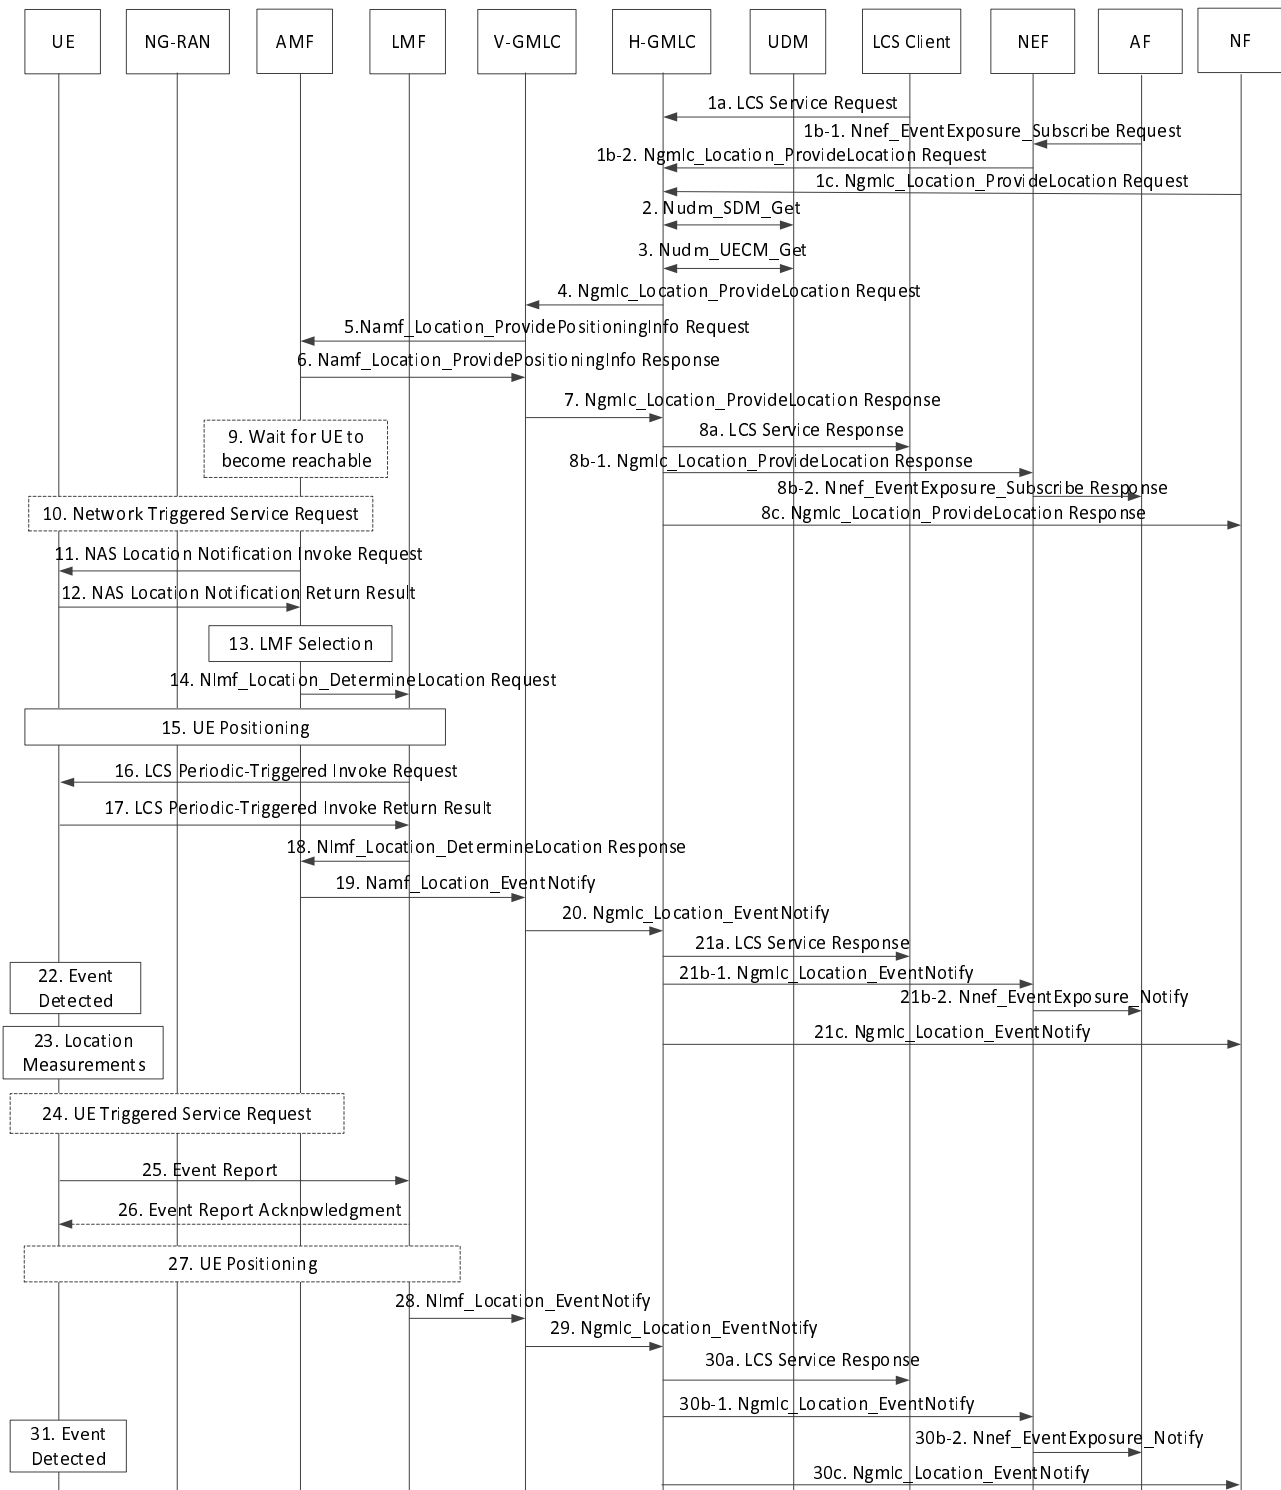 UE
NG-RAN
AMF
LMF
V-GMLC
H-GMLC
UDM
LCS Client
NEF
AF
NF
1a. LCS Service Request
1b-1. Nnef_EventExposure_Subscribe Request
1b-2. Ngmlc_Location_ProvideLocation Request
1c. Ngmlc_Location_ProvideLocation Request
2. Nudm_SDM_Get
3. Nudm_UECM_Get
4. Ngmlc_Location_ProvideLocation Request
5.Namf_Location_ProvidePositioningInfo Request
6. Namf_Location_ProvidePositioningInfo Response
7. Ngmlc_Location_ProvideLocation Response
8a. LCS Service Response
9. Wait for UE to
become reachable
8b-1. Ngmlc_Location_ProvideLocation Response
8b-2. Nnef_EventExposure_Subscribe Response
10. Network Triggered Service Request
8c. Ngmlc_Location_ProvideLocation Response
11. NAS Location Notification Invoke Request
12. NAS Location Notification Return Result
13. LMF Selection
14. Nlmf_Location_DetermineLocation Request
15. UE Positioning
16. LCS Periodic-Triggered Invoke Request
17. LCS Periodic-Triggered Invoke Return Result
18. Nlmf_Location_DetermineLocation Response
19. Namf_Location_EventNotify
20. Ngmlc_Location_EventNotify
21a. LCS Service Response
21b-1. Ngmlc_Location_EventNotify
22. Event
Detected
21b-2. Nnef_EventExposure_Notify
21c. Ngmlc_Location_EventNotify
23. Location
Measurements
24. UE Triggered Service Request
25. Event Report
26. Event Report Acknowledgment
27. UE Positioning
28. Nlmf_Location_EventNotify
29. Ngmlc_Location_EventNotify
30a. LCS Service Response
30b-1. Ngmlc_Location_EventNotify
31. Event
Detected
30b-2. Nnef_EventExposure_Notify
30c. Ngmlc_Location_EventNotify